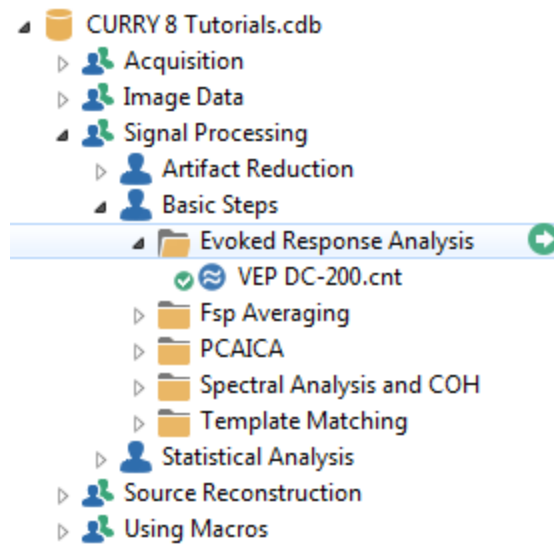 CURRY 8 Tutorials.cdb
Acquisition
Image Data
Signal Processing
Artifact Reduction
Basic Steps
Evoked Response Analysis
VEP DC-200.cnt
Fsp Averaging
PCAICA
Spectral Analysis and COH
Template Matching
Statistical Analysis
Source Reconstruction
Using Macros